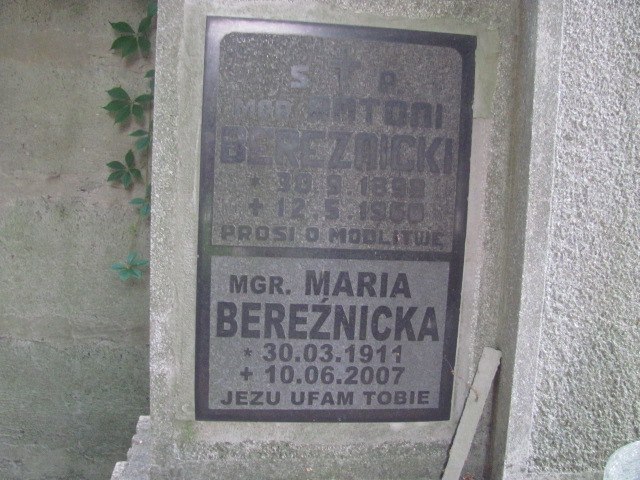 Ś † P
MGR ANTONI
BEREŹNICKI
* 30.9.1898
+ 12.5.1960
PROSI O MODLITWĘ
MGR. MARIA
BEREŹNICKA
* 30.03.1911
+ 10.06.2007
JEZU UFAM TOBIE